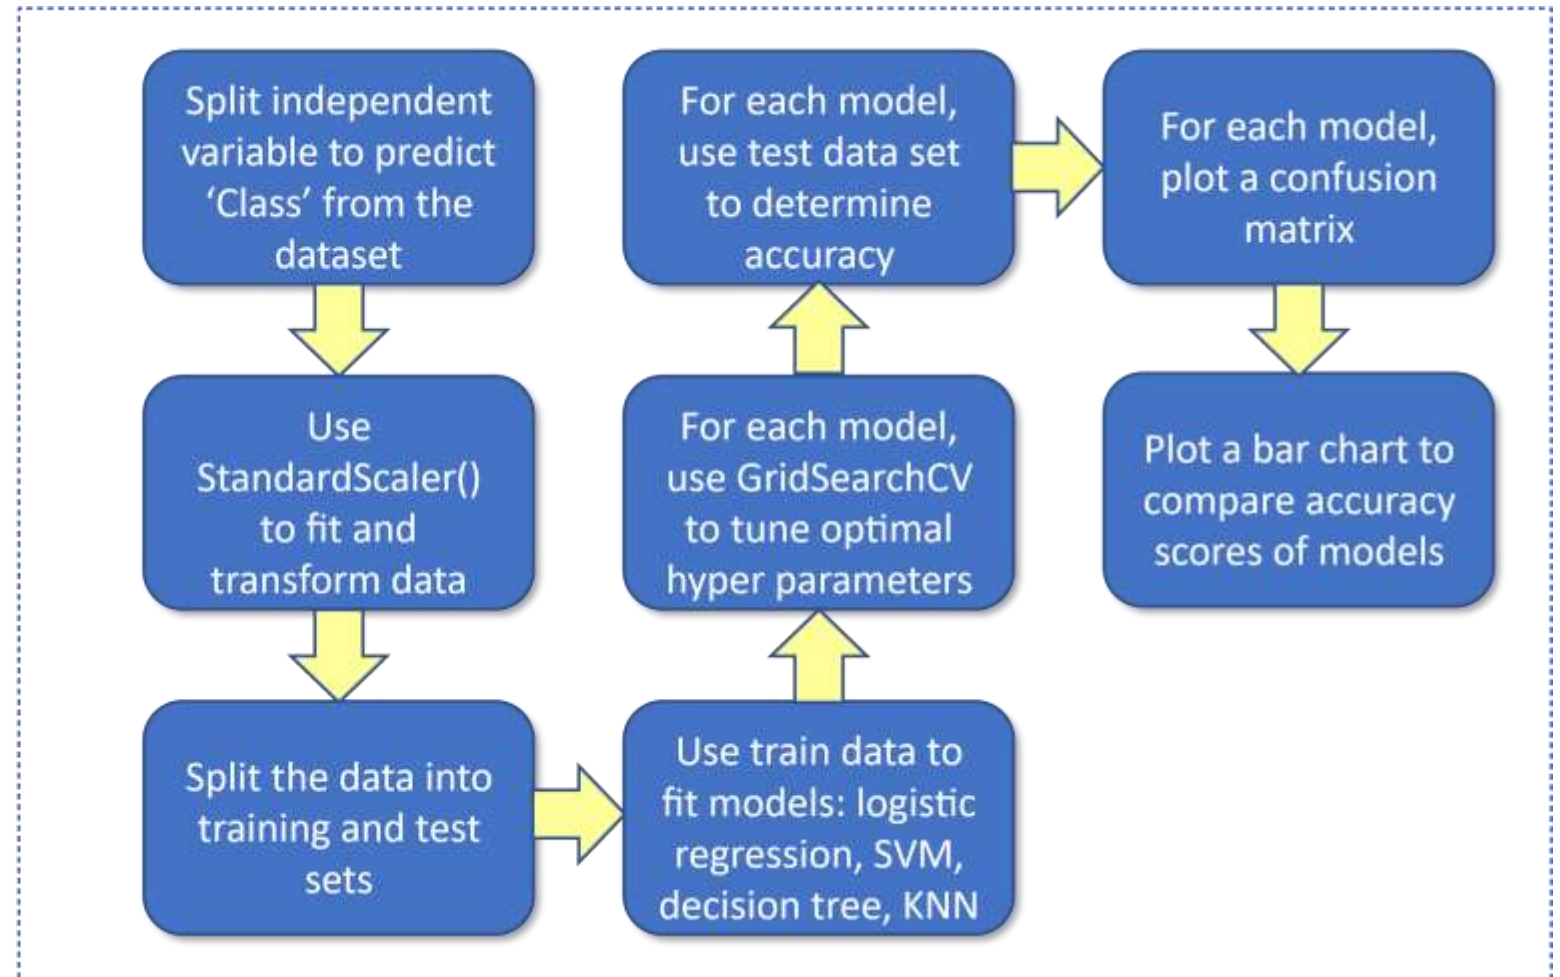 Split independent
variable to predict
‘Class’ from the
dataset
Use
StandardScaler()
to fit and
transform data
Split the data into
training and test
sets
Use train data to
fit models: logistic
regression, SVM,
decision tree, KNN
For each model,
use GridSearchCV
to tune optimal
hyper parameters
For each model,
use test data set
to determine
accuracy
For each model,
plot a confusion
matrix
Plot a bar chart to
compare accuracy
scores of models